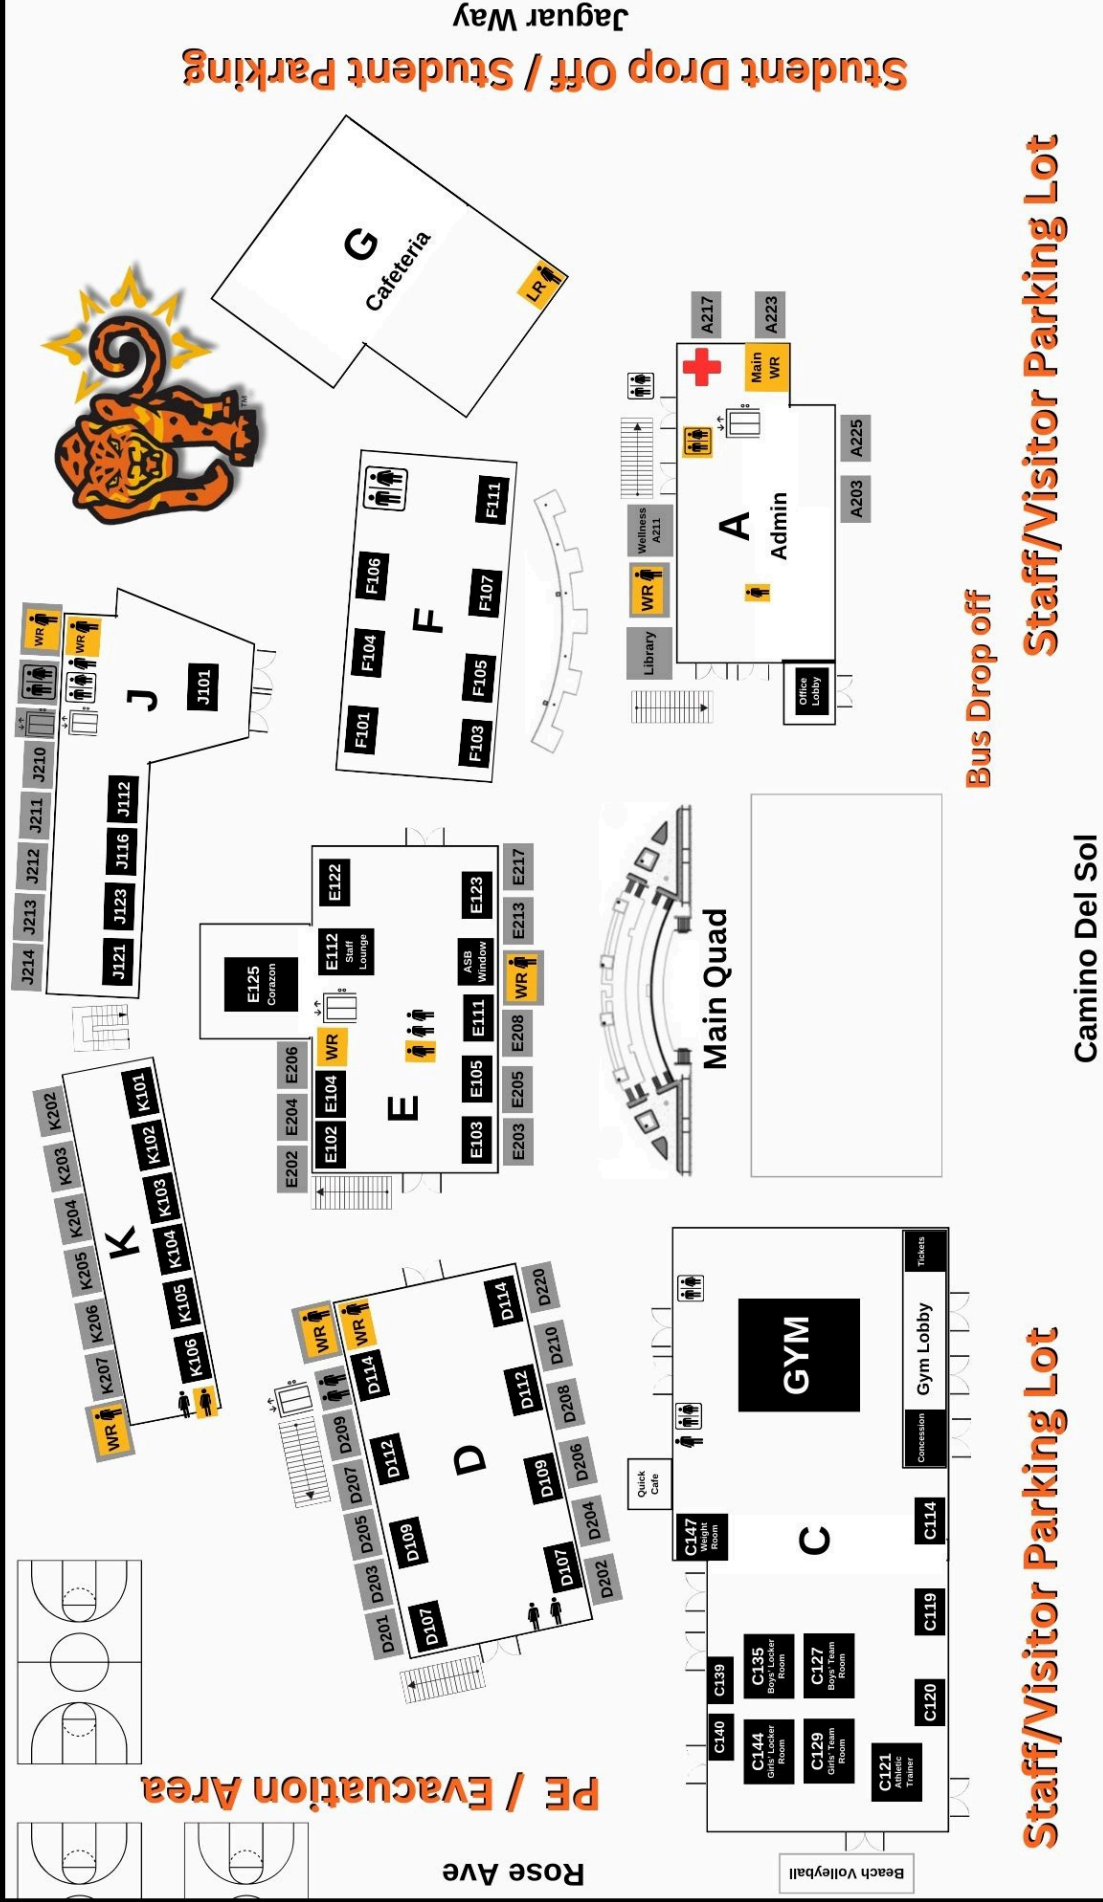 Jaguar Way
Student Drop Off / Student Parking
G
Cafeteria
LR
TM
Staff/Visitor Parking Lot
A217
A223
Main
WR
A225
A203
Wellness
A211
WR
Library
A
Admin
Office
Lobby
Bus Drop off
F111
F106
F107
F
F104
F105
F101
F103
WR
WR
J
J101
J210
J211
J212
J213
J214
J112
J116
J123
J121
E122
E123
E217
E213
E112
Staff
Lounge
ASB
Window
WR
E125
Corazon
E111
E208
WR
E206
E204
E202
E104
E102
E
E105
E103
E205
E203
Main Quad
Camino Del Sol
K202
K203
K204
K205
K206
K207
WR
K
K101
K102
K103
K104
K105
K106
WR
WR
D114
D114
D220
D210
D112
D112
D208
D209
D207
D205
D203
D201
D
D109
D109
D206
D204
D202
D107
D107
Tickets
GYM
Gym Lobby
Concession
Quick
Cafe
C147
Weight
Room
C
C114
C119
C120
C139
C140
C135
Boys' Locker
Room
C127
Boys' Team
Room
C144
Girls' Locker
Room
C129
Girls' Team
Room
C121
Athletic
Trainer
Staff/Visitor Parking Lot
PE / Evacuation Area
Rose Ave
Beach Volleyball